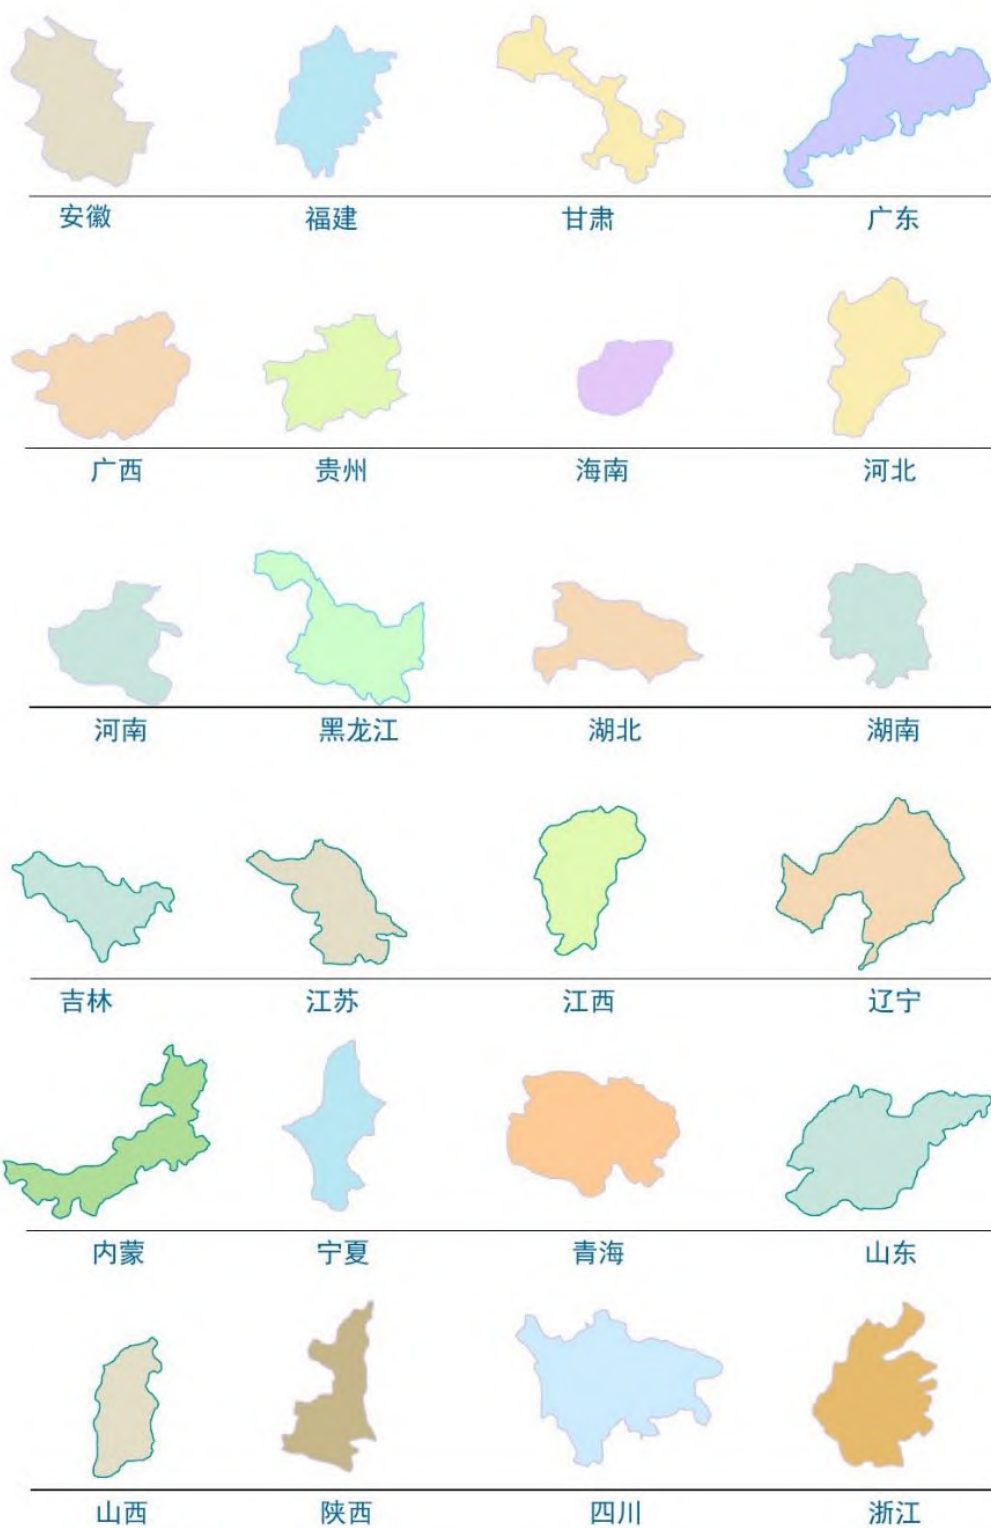 安徽 福建 甘肃 广东
广西 贵州 海南 河北
河南 黑龙江 湖北 湖南
吉林 江苏 江西 辽宁
内蒙 宁夏 青海 山东
山西 陕西 四川 浙江